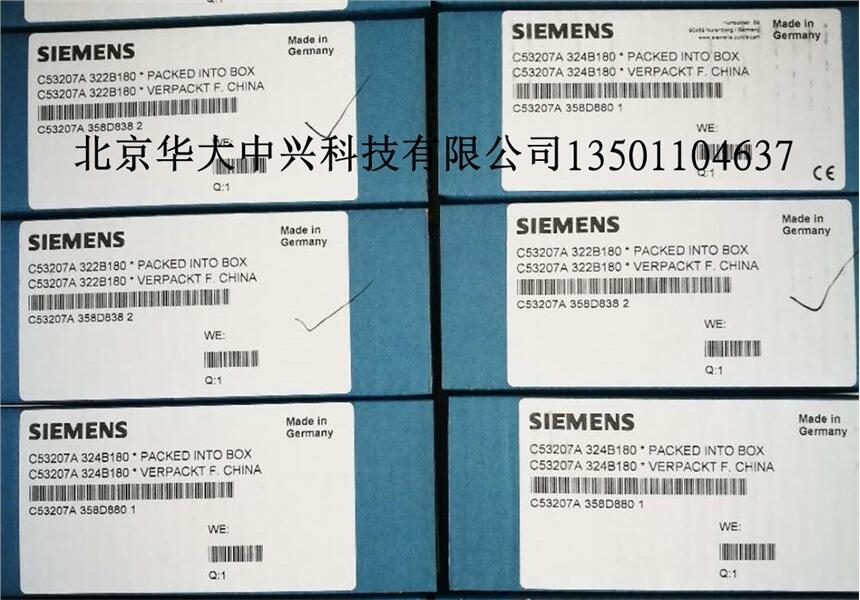 SIEMENS
Made in
Germany
C53207A 322B180 * PACKED INTO BOX
C53207A 322B180 * VERPACKT F. CHINA
C53207A 358D838 2
Q:1
SIEMENS
90459 Nuremberg / Germany
Made in
Germany
C53207A 324B180 * PACKED INTO BOX
C53207A 324B180 * VERPACKT F. CHINA
C53207A 358D880 1
WE:
Q:1
北京华大中兴科技有限公司13501104637
SIEMENS
Made in
Germany
C53207A 322B180 * PACKED INTO BOX
C53207A 322B180 * VERPACKT F. CHINA
C53207A 358D838 2
WE:
Q:1
SIEMENS
Made in
Germany
C53207A 322B180 * PACKED INTO BOX
C53207A 322B180 * VERPACKT F. CHINA
C53207A 358D838 2
WE:
Q:1
SIEMENS
Made in
Germany
C53207A 324B180 * PACKED INTO BOX
C53207A 324B180 * VERPACKT F. CHINA
C53207A 358D880 1
WE:
Q:1
SIEMENS
Made in
Germany
C53207A 324B180 * PACKED INTO BOX
C53207A 324B180 * VERPACKT F. CHINA
C53207A 358D880 1
WE:
Q:1